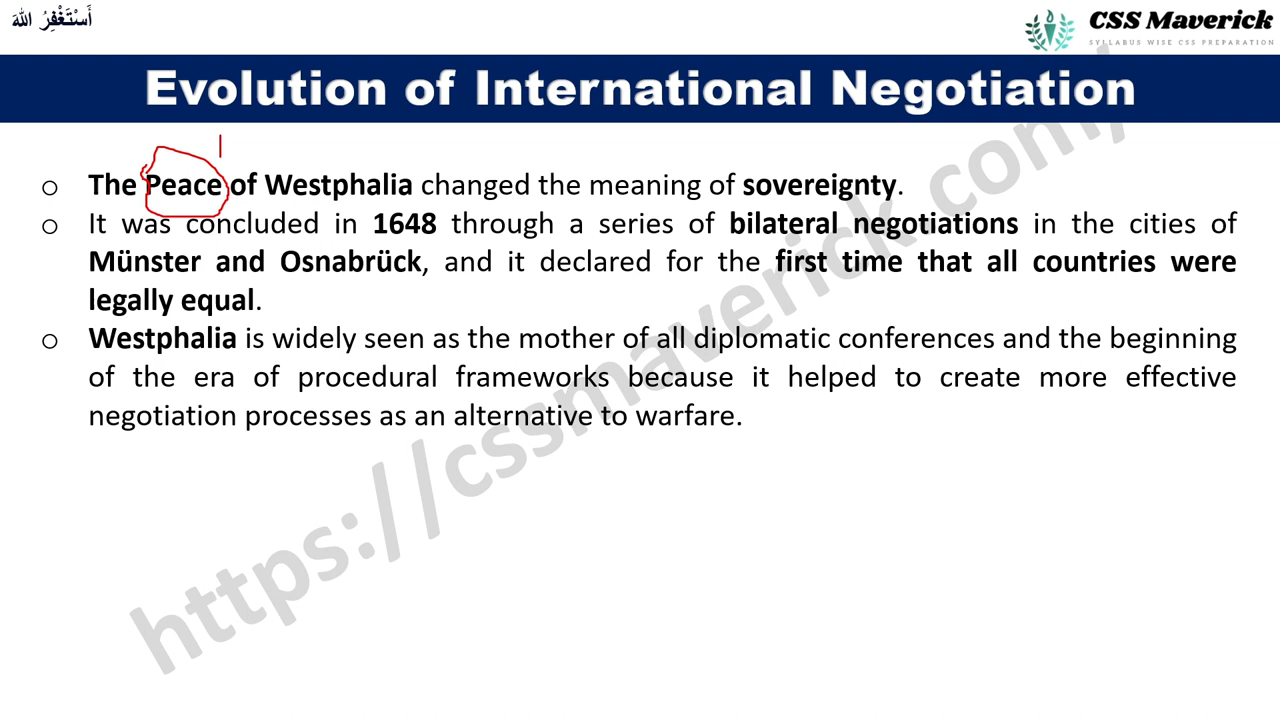 أَسْتَغْفِرُ اللهَ
CSS Maverick
SYLLABUS WISE CSS PREPARATION
Evolution of International Negotiation
o The Peace of Westphalia changed the meaning of sovereignty.
o It was concluded in 1648 through a series of bilateral negotiations in the cities of
Münster and Osnabrück, and it declared for the first time that all countries were
legally equal.
o Westphalia is widely seen as the mother of all diplomatic conferences and the beginning
of the era of procedural frameworks because it helped to create more effective
negotiation processes as an alternative to warfare.
https://cssmaverick.com/